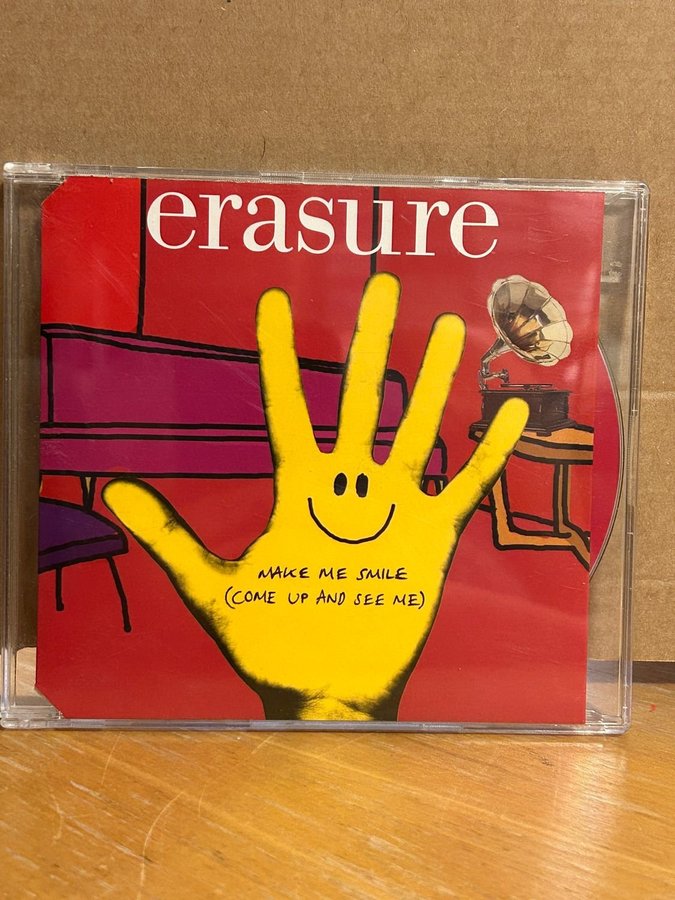 erasure
MAKE ME SMILE
(COME UP AND SEE ME)